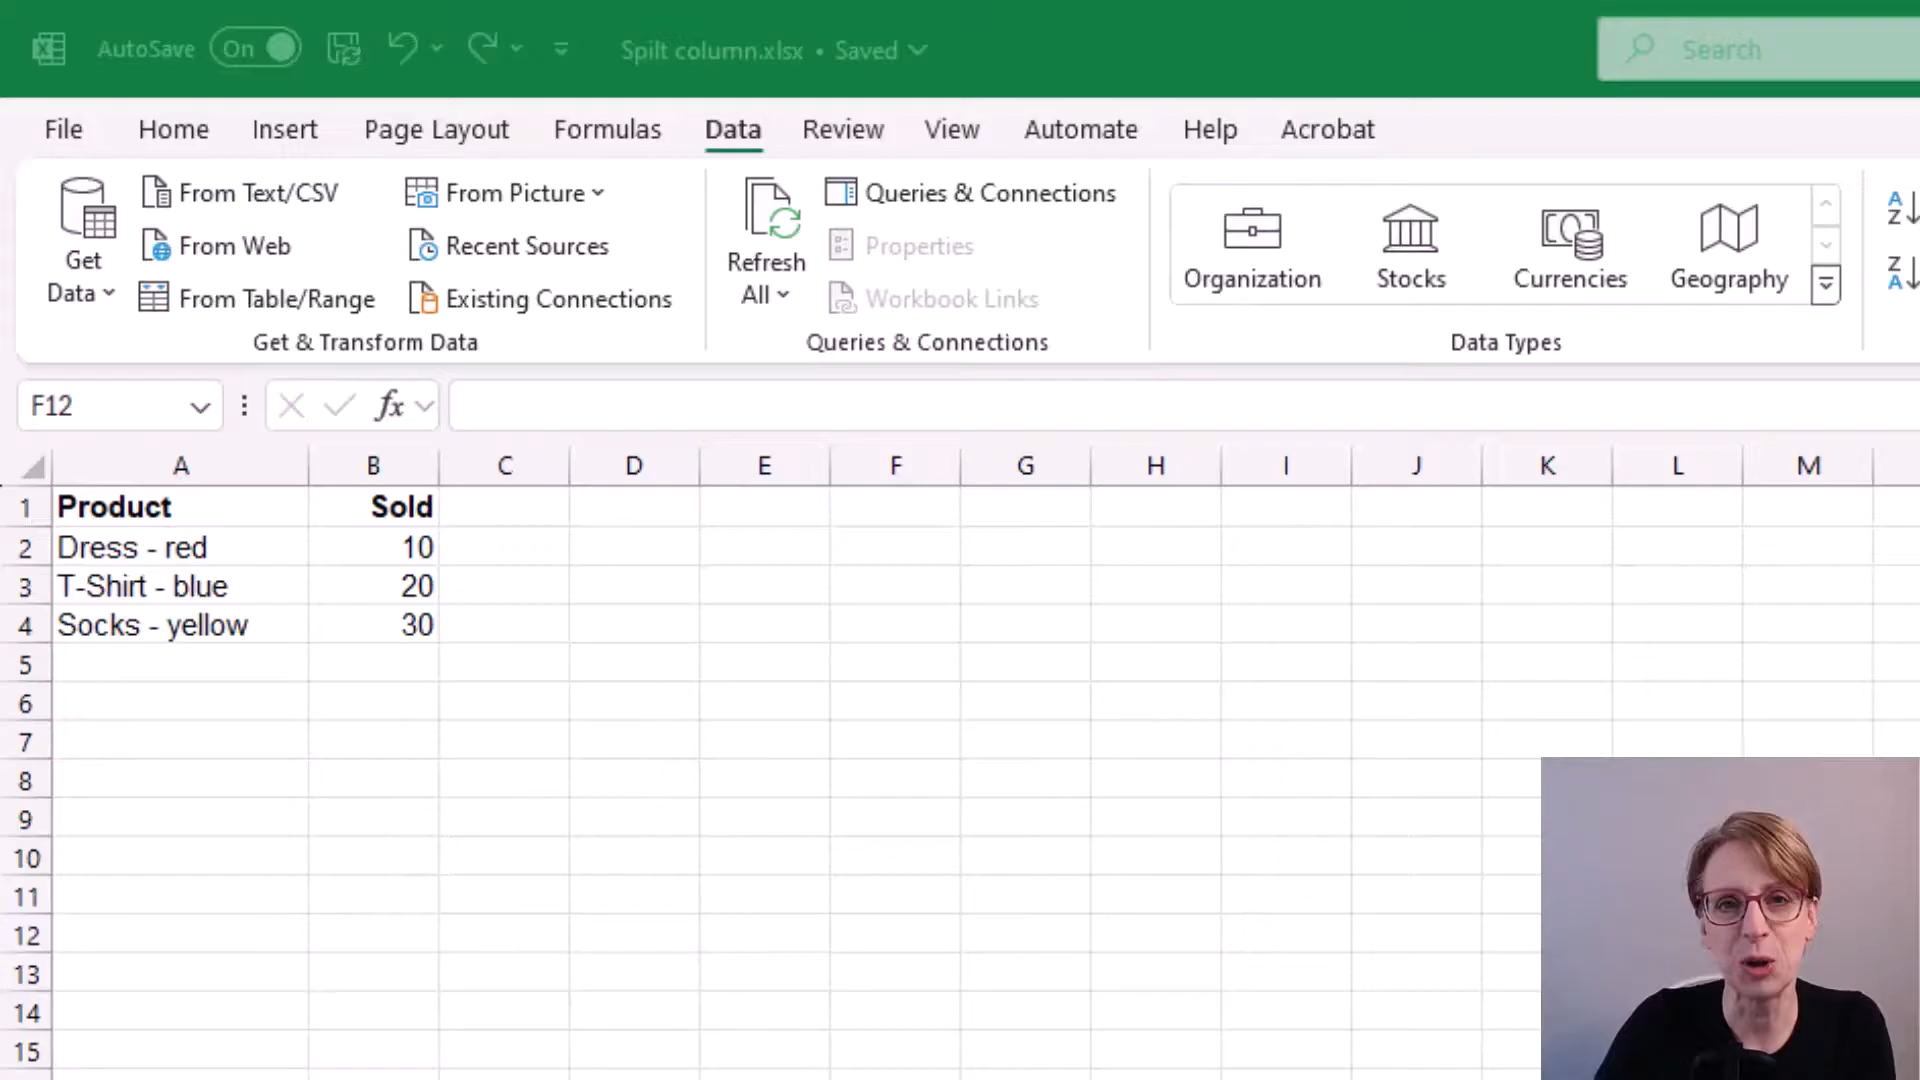 AutoSave On Spilt column.xlsx • Saved Search
File Home Insert Page Layout Formulas Data Review View Automate Help Acrobat
Get Data
From Text/CSV
From Web
From Table/Range
From Picture
Recent Sources
Existing Connections
Get & Transform Data
Refresh All
Queries & Connections
Properties
Workbook Links
Queries & Connections
Organization Stocks Currencies Geography
Data Types
A Z
Z A
F12 fx
A B C D E F G H I J K L M
1 Product Sold
2 Dress - red 10
3 T-Shirt - blue 20
4 Socks - yellow 30
5
6
7
8
9
10
11
12
13
14
15